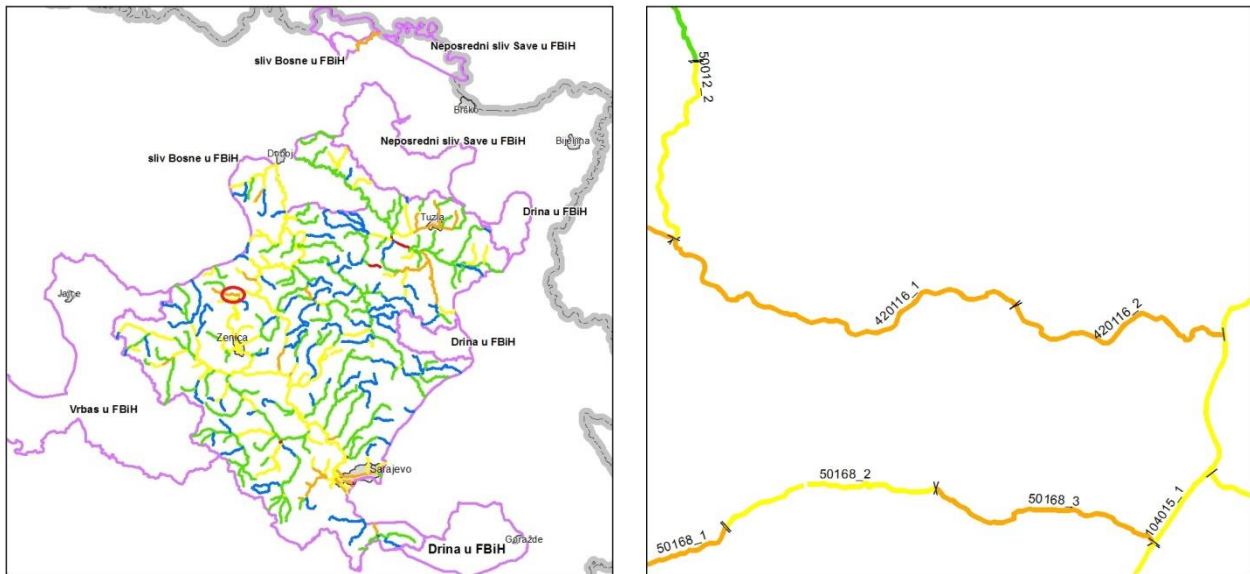 Neposredni sliv Save u FBiH
sliv Bosne u FBiH
Brčko
Bijeljina
Neposredni sliv Save u FBiH
sliv Bosne u FBiH
Doboj
Tuzla
Drina u FBiH
Jajce
Zenica
Drina u FBiH
Vrbas u FBiH
Sarajevo
Drina u FBiH
Goražde
50012_2
420116_1
420116_2
50168_2
50168_3
50168_1
104015_1